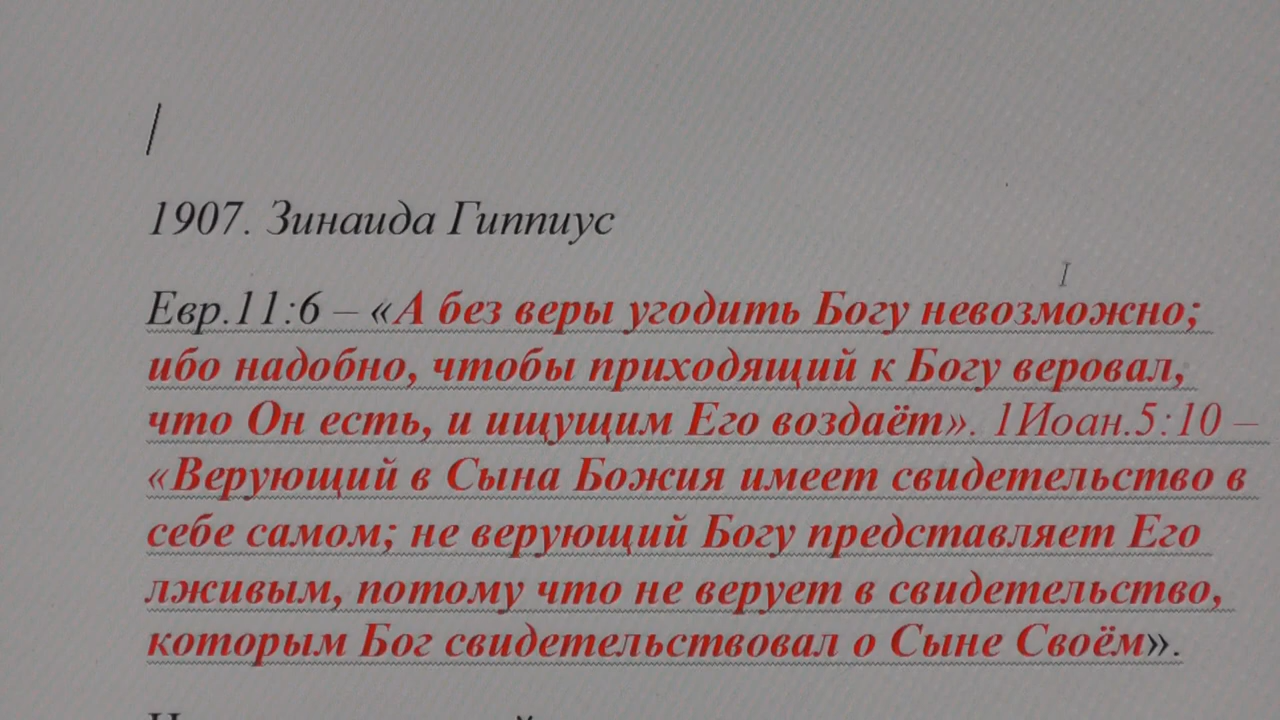 1907. Зинаида Гиппиус
Евр.11:6 – «А без веры угодить Богу невозможно;
ибо надобно, чтобы приходящий к Богу веровал,
что Он есть, и ищущим Его воздаёт». 1Иоан.5:10 –
«Верующий в Сына Божия имеет свидетельство в
себе самом; не верующий Богу представляет Его
лживым, потому что не верует в свидетельство,
которым Бог свидетельствовал о Сыне Своём».